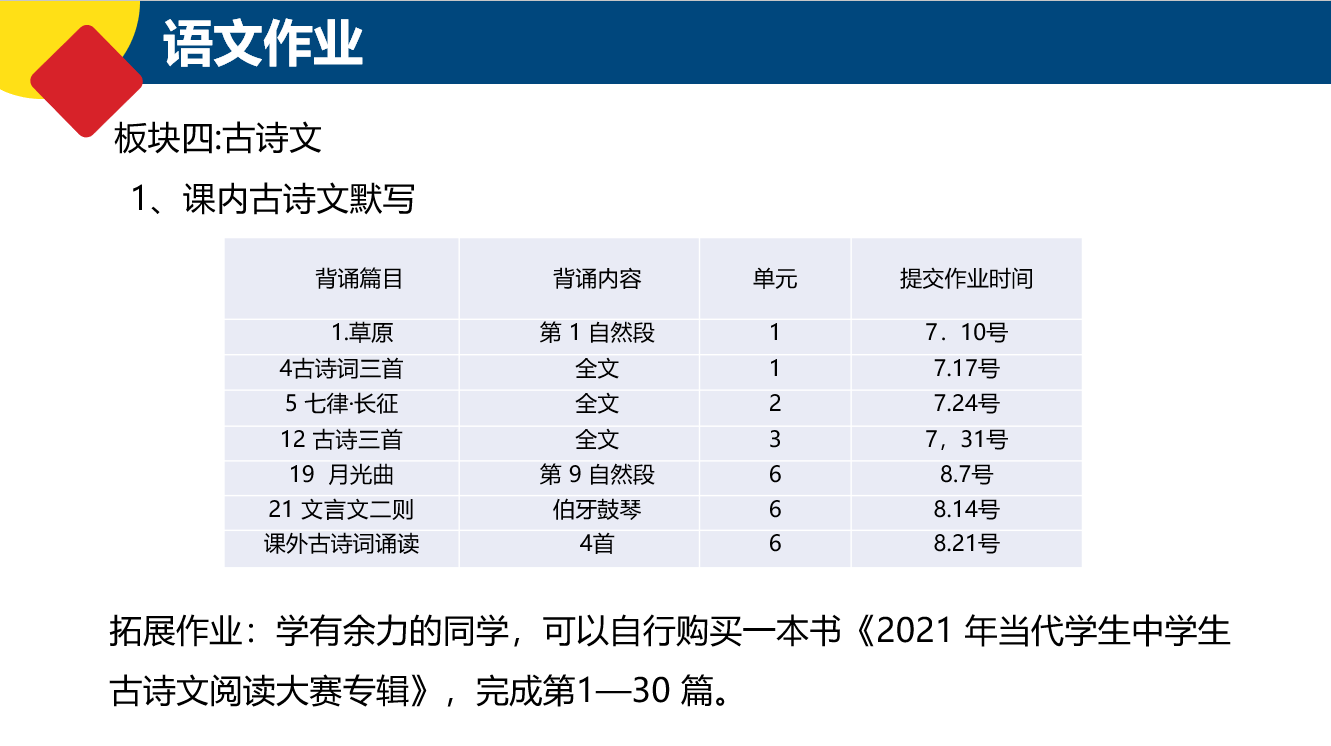 语文作业
板块四:古诗文
1、课内古诗文默写
背诵篇目 背诵内容 单元 提交作业时间
1.草原 第 1 自然段 1 7．10号
4古诗词三首 全文 1 7.17号
5 七律·长征 全文 2 7.24号
12 古诗三首 全文 3 7，31号
19 月光曲 第 9 自然段 6 8.7号
21 文言文二则 伯牙鼓琴 6 8.14号
课外古诗词诵读 4首 6 8.21号
拓展作业：学有余力的同学，可以自行购买一本书《2021 年当代学生中学生
古诗文阅读大赛专辑》，完成第1—30 篇。